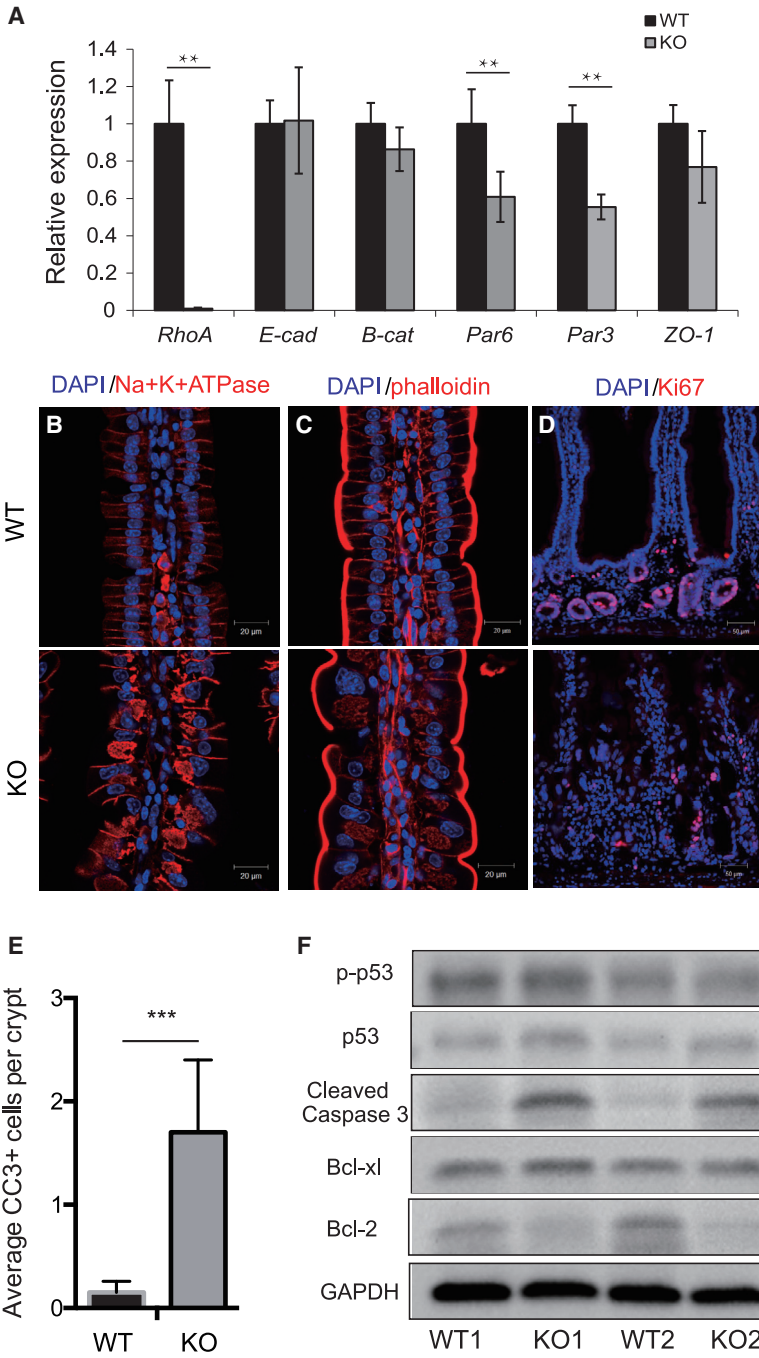 A
WT
KO
Relative expression
1.4
1.2
1
0.8
0.6
0.4
0.2
0
**
**
**
RhoA E-cad B-cat Par6 Par3 ZO-1
DAPI/Na+K+ATPase DAPI/phalloidin DAPI/Ki67
B C D
WT
20 µm 20 µm 50 µm
KO
20 µm 20 µm 50 µm
E
Average CC3+ cells per crypt
3
2
1
0
***
WT KO
F
p-p53
p53
Cleaved
Caspase 3
Bcl-xl
Bcl-2
GAPDH
WT1 KO1 WT2 KO2